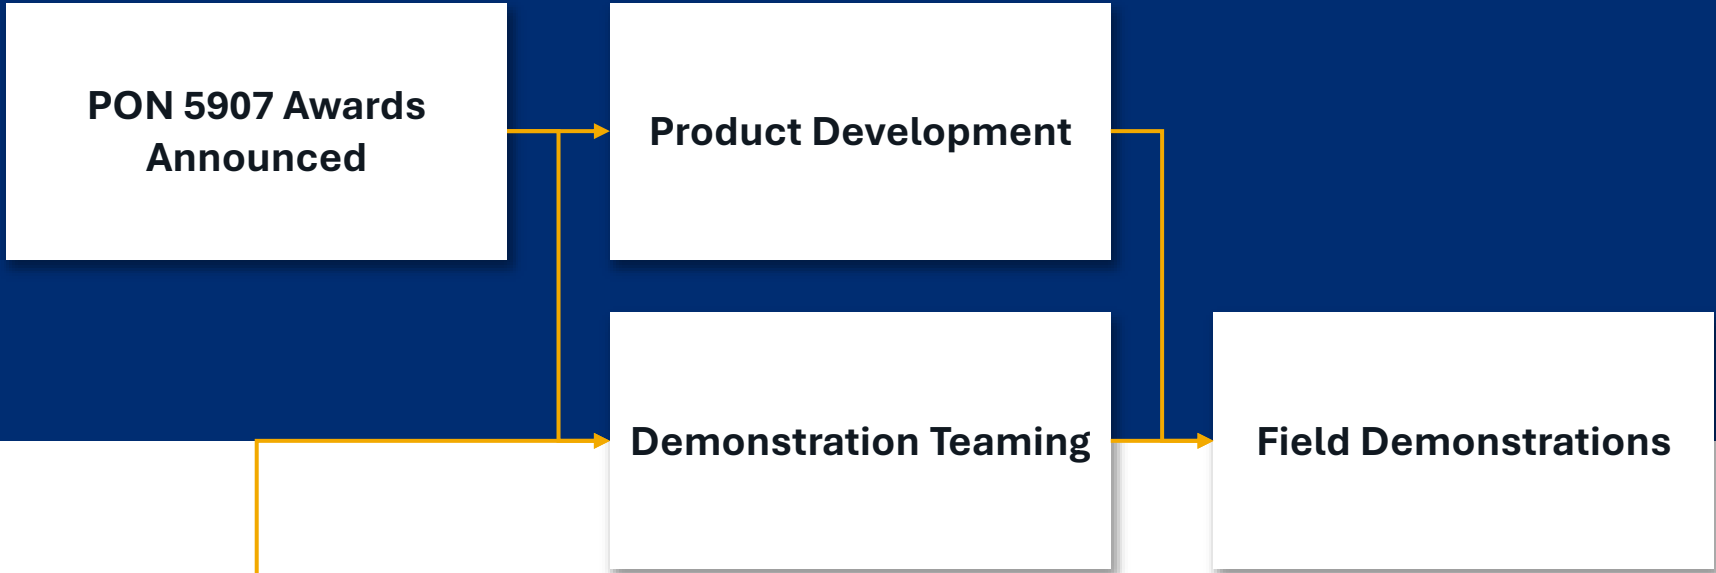 PON 5907 Awards
Announced
Product Development
Demonstration Teaming
Field Demonstrations